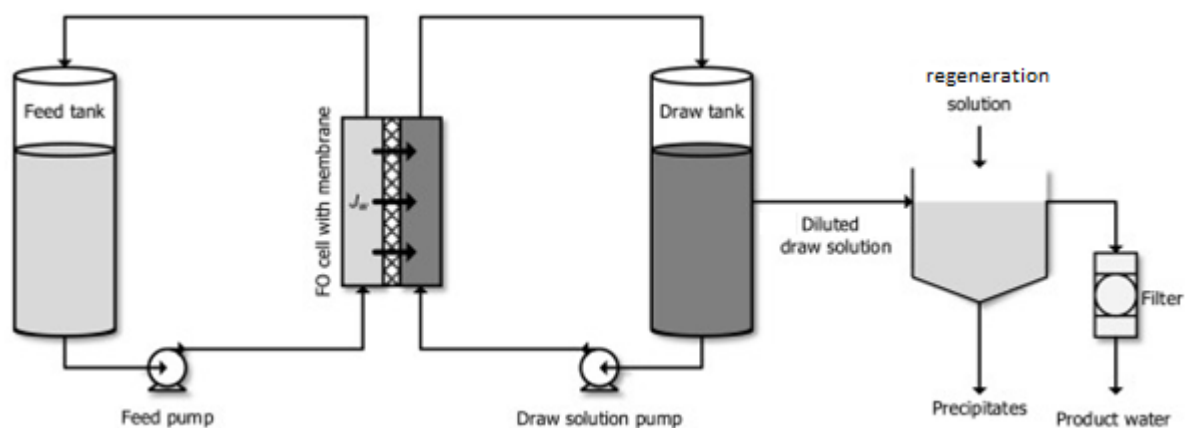 Feed tank
FO cell with membrane
J_w
Draw tank
regeneration
solution
Diluted
draw solution
Filter
Feed pump
Draw solution pump
Precipitates
Product water